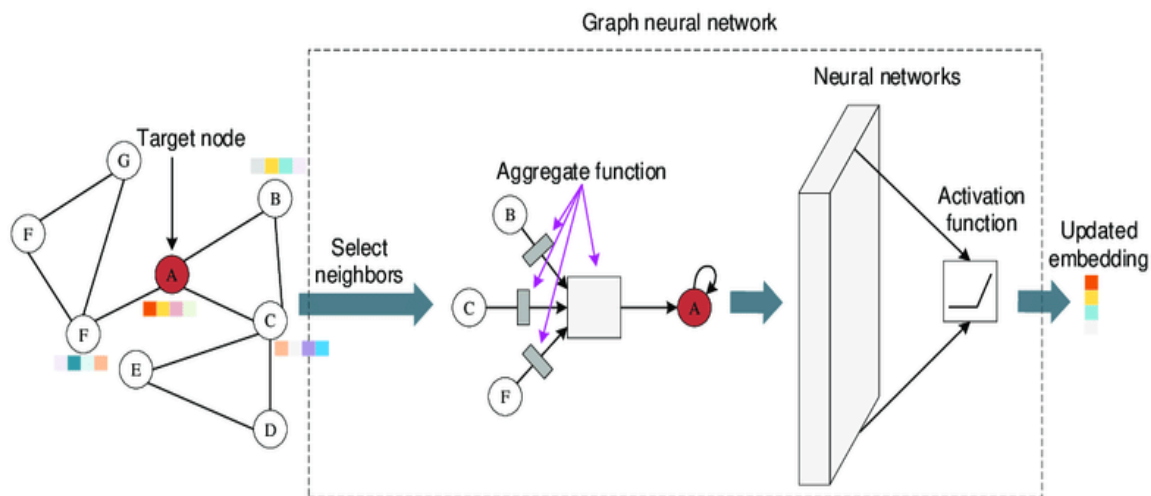 Graph neural network
Neural networks
Target node
G
B
F
A
F
C
E
D
Select
neighbors
Aggregate function
B
C
F
A
Activation
function
Updated
embedding